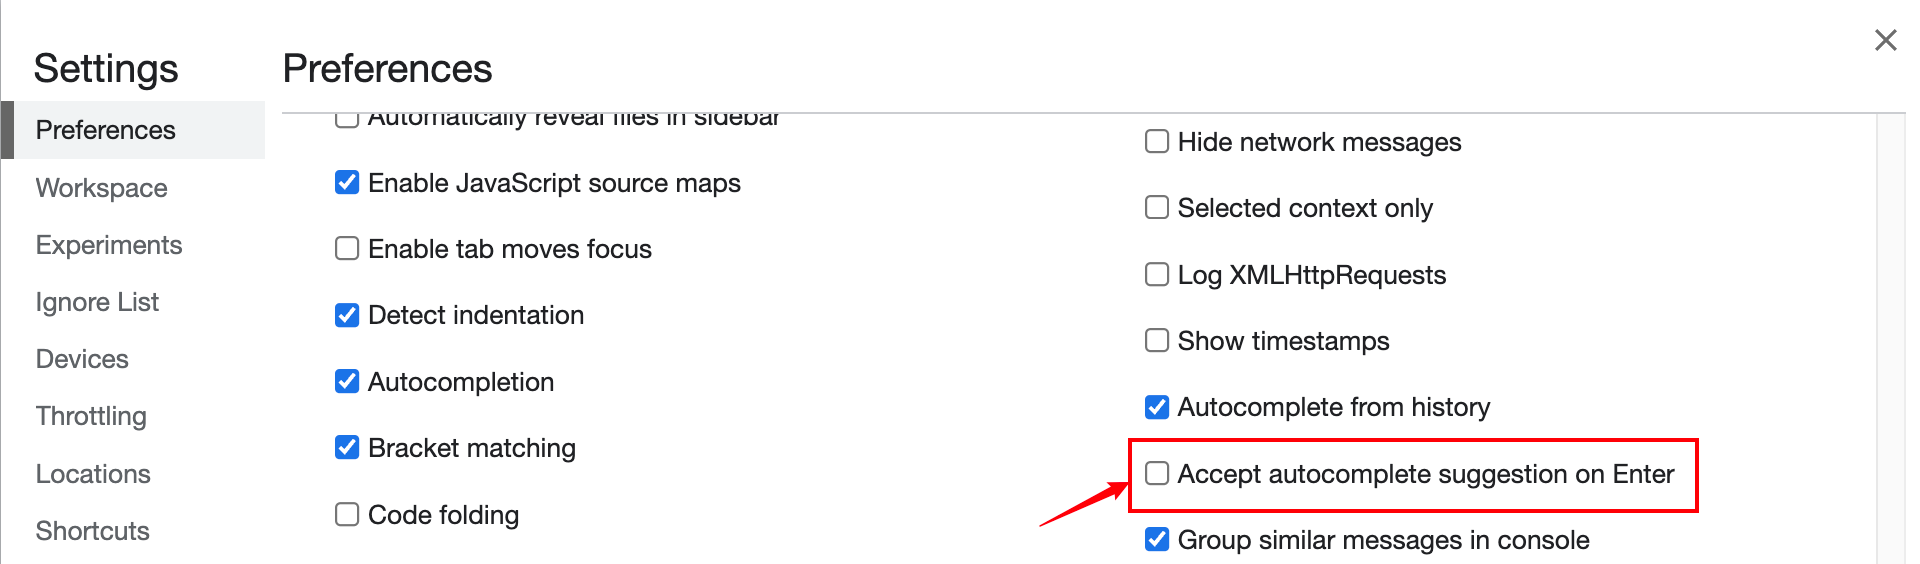 Settings
Preferences
Workspace
Experiments
Ignore List
Devices
Throttling
Locations
Shortcuts
Preferences
Automatically reveal files in sidebar
Enable JavaScript source maps
Enable tab moves focus
Detect indentation
Autocompletion
Bracket matching
Code folding
Hide network messages
Selected context only
Log XMLHttpRequests
Show timestamps
Autocomplete from history
Accept autocomplete suggestion on Enter
Group similar messages in console